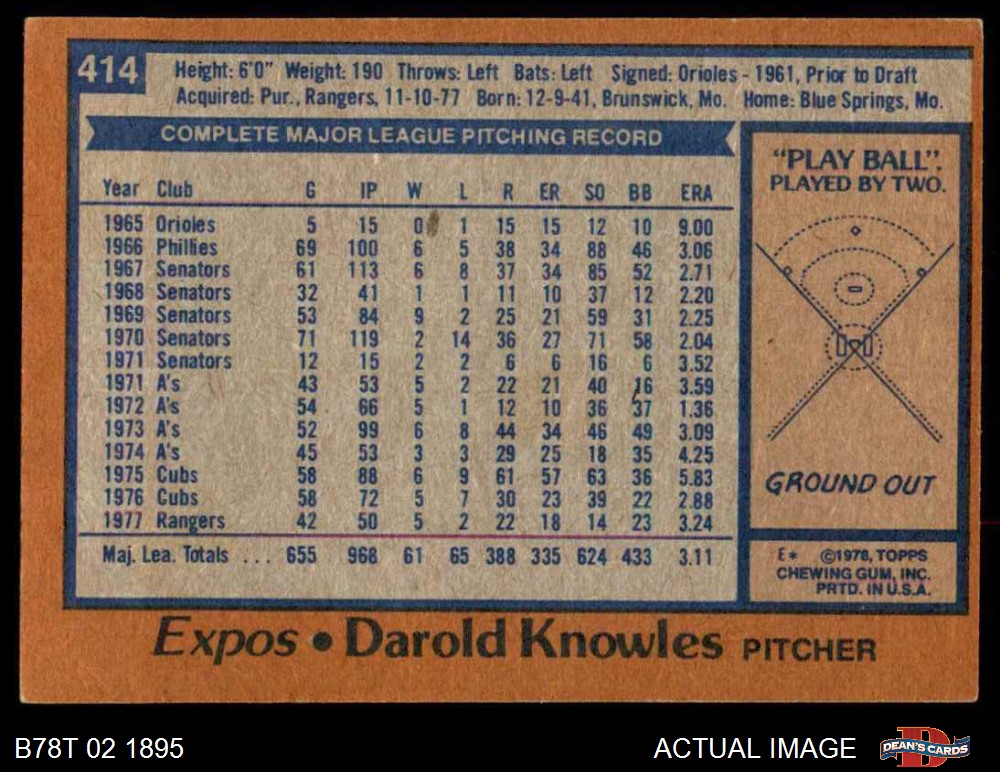 414
Height: 6'0" Weight: 190 Throws: Left Bats: Left Signed: Orioles - 1961, Prior to Draft
Acquired: Pur., Rangers, 11-10-77 Born: 12-9-41, Brunswick, Mo. Home: Blue Springs, Mo.
COMPLETE MAJOR LEAGUE PITCHING RECORD
Year Club G IP W L R ER SO BB ERA
1965 Orioles 5 15 0 1 15 15 12 10 9.00
1966 Phillies 69 100 6 5 38 34 88 46 3.06
1967 Senators 61 113 6 8 37 34 85 52 2.71
1968 Senators 32 41 1 1 11 10 37 12 2.20
1969 Senators 53 84 9 2 25 21 59 31 2.25
1970 Senators 71 119 2 14 36 27 71 58 2.04
1971 Senators 12 15 2 2 6 6 16 6 3.52
1971 A's 43 53 5 2 22 21 40 16 3.59
1972 A's 54 66 5 1 12 10 36 37 1.36
1973 A's 52 99 6 8 44 34 46 49 3.09
1974 A's 45 53 3 3 29 25 18 35 4.25
1975 Cubs 58 88 6 9 61 57 63 36 5.83
1976 Cubs 58 72 5 7 30 23 39 22 2.88
1977 Rangers 42 50 5 2 22 18 14 23 3.24
Maj. Lea. Totals ... 655 968 61 65 388 335 624 433 3.11
"PLAY BALL".
PLAYED BY TWO.
GROUND OUT
E* ©1978, TOPPS
CHEWING GUM, INC.
PRTD. IN U.S.A.
Expos • Darold Knowles PITCHER
B78T 02 1895
ACTUAL IMAGE
D
DEAN'S CARDS